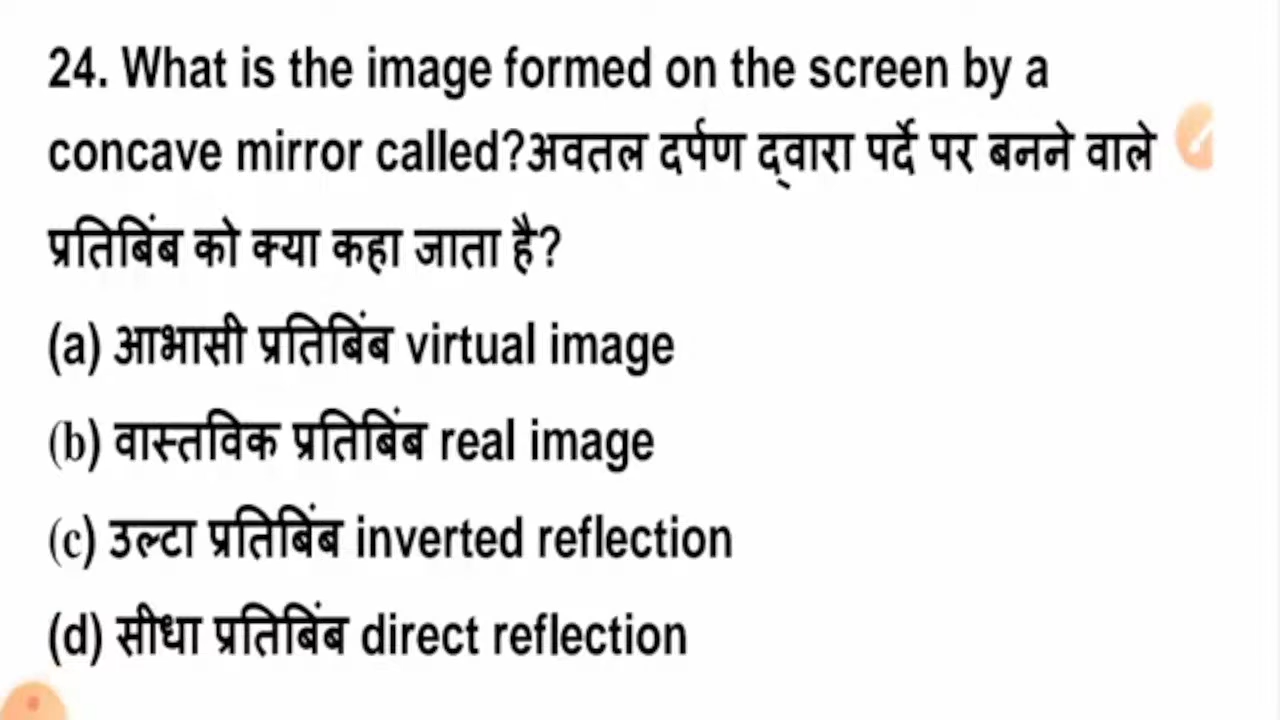 24. What is the image formed on the screen by a
concave mirror called?अवतल दर्पण द्वारा पर्दे पर बनने वाले
प्रतिबिंब को क्या कहा जाता है?
(a) आभासी प्रतिबिंब virtual image
(b) वास्तविक प्रतिबिंब real image
(c) उल्टा प्रतिबिंब inverted reflection
(d) सीधा प्रतिबिंब direct reflection